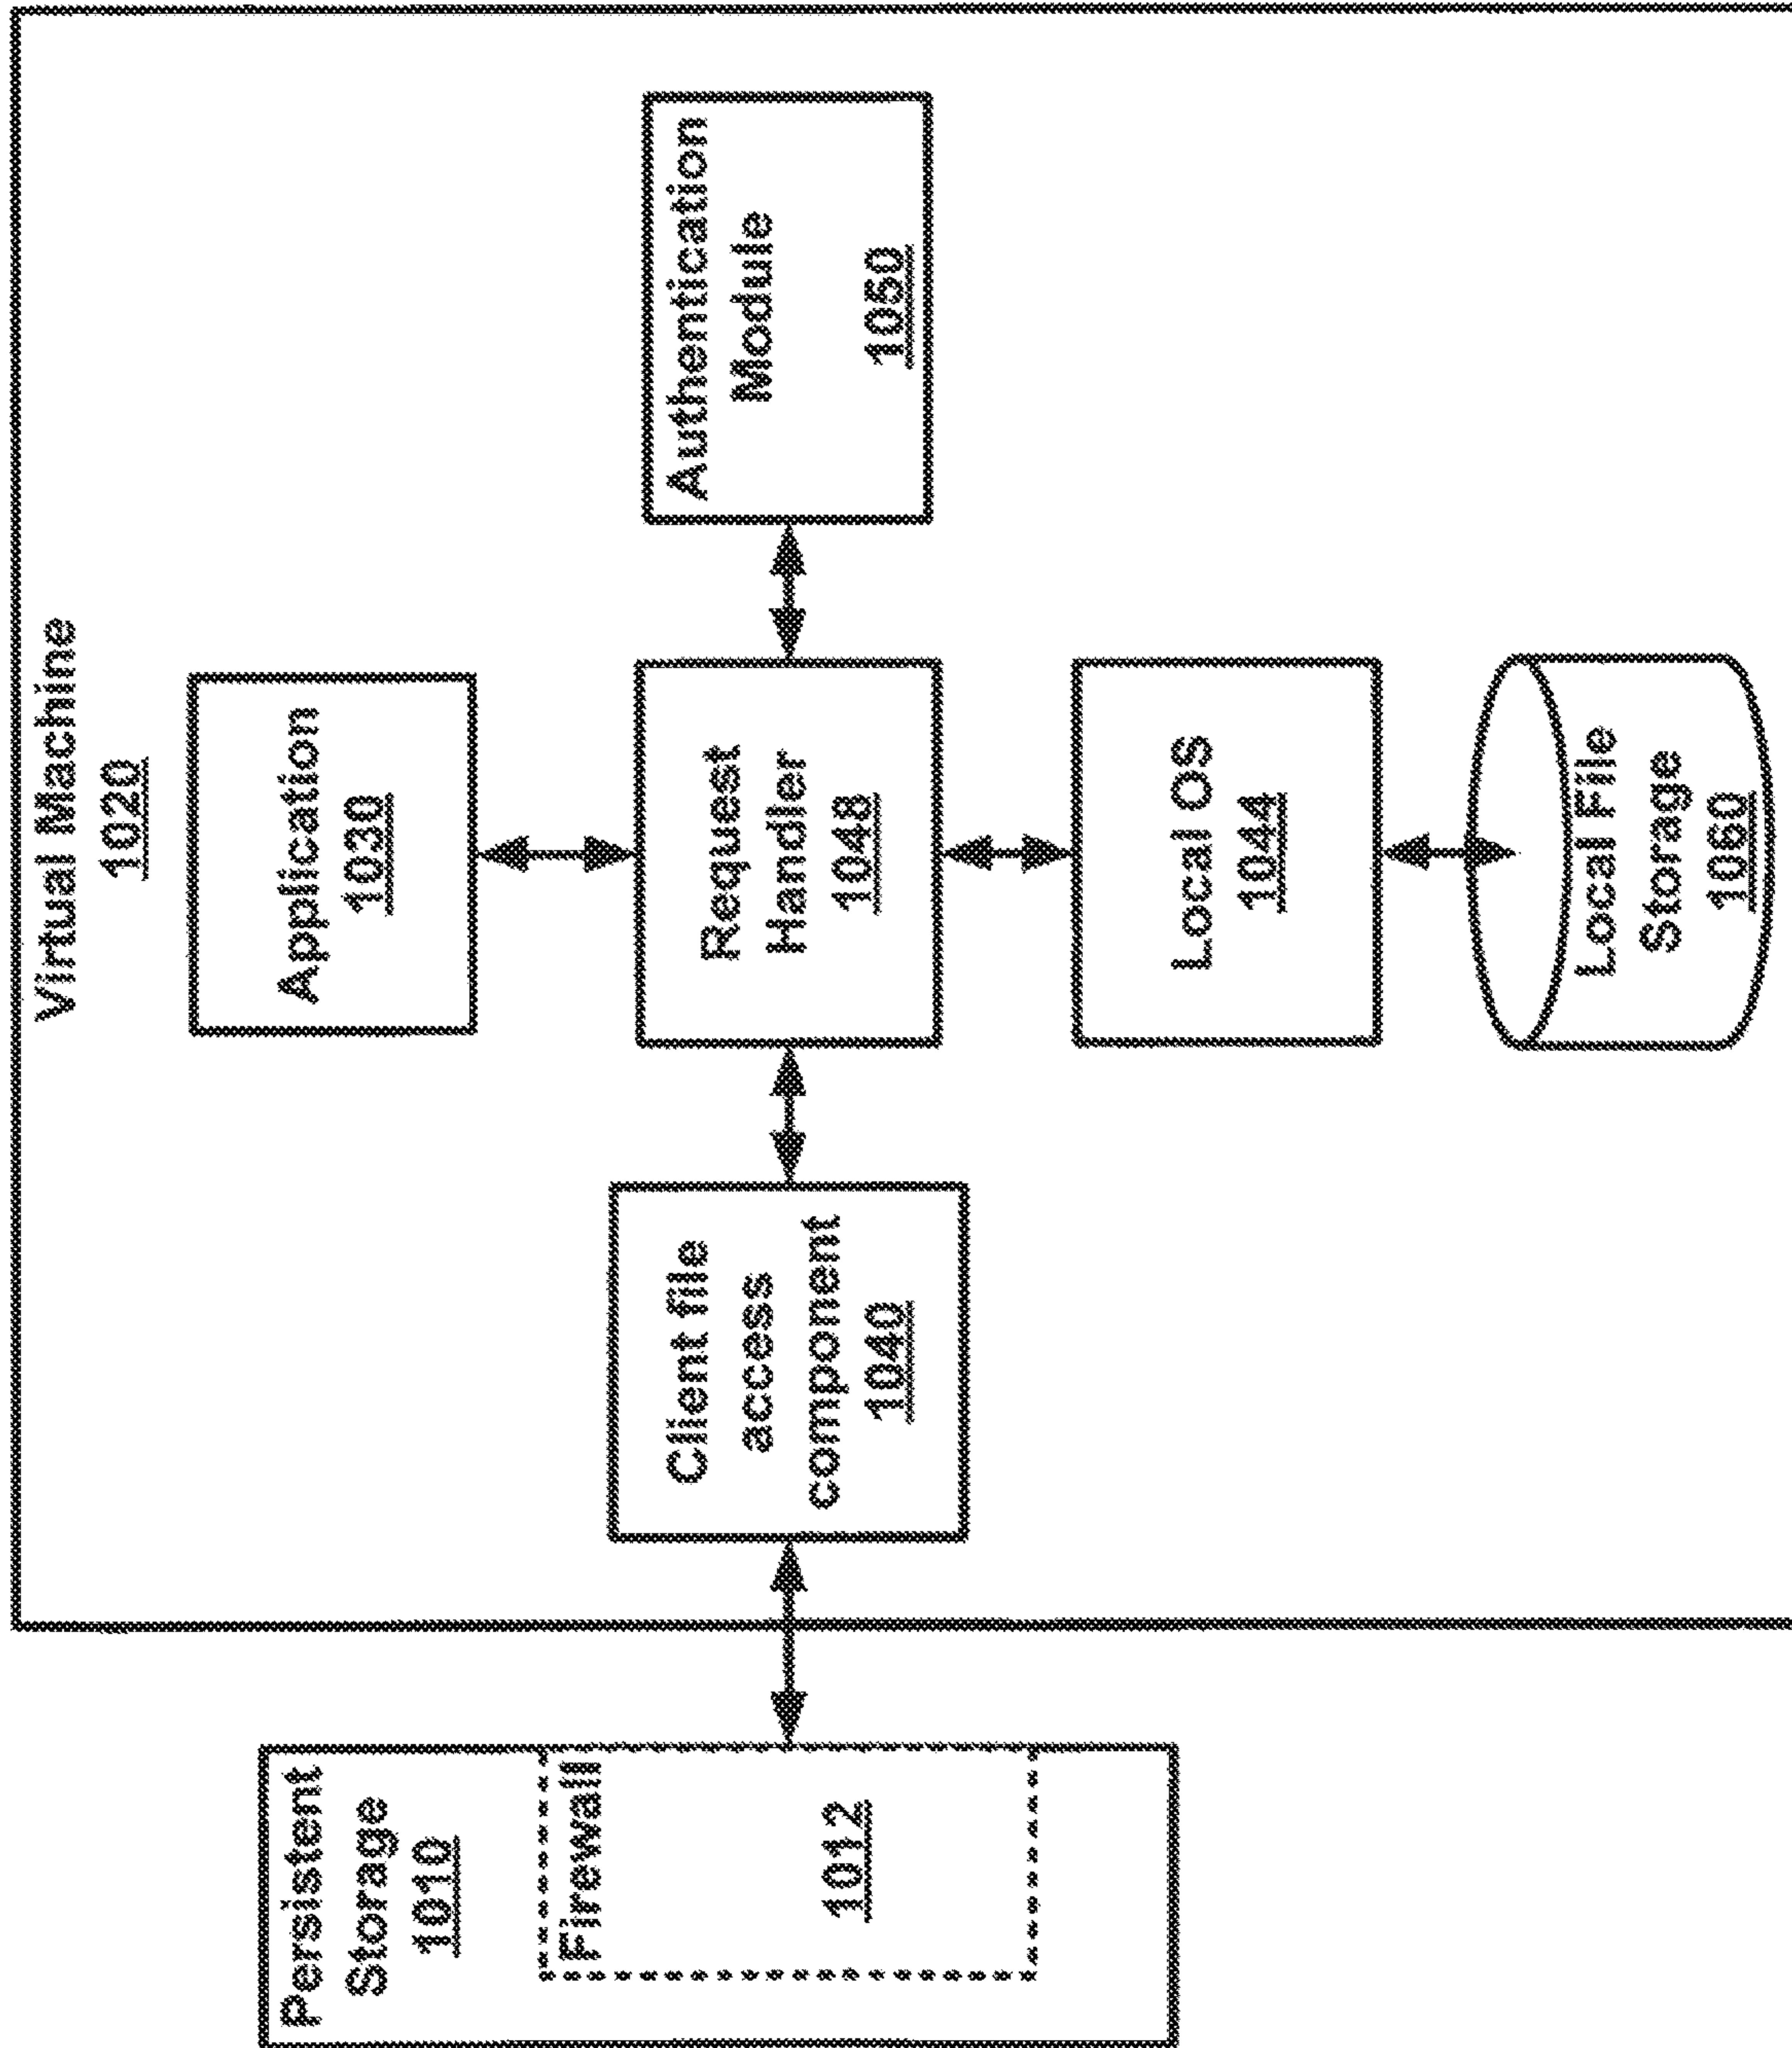 Virtual Machine
1020
Persistent
Storage
1010
Firewall
1012
Client file
access
component
1040
Application
1030
Request
Handler
1048
Local OS
1044
Local File
Storage
1060
Authentication
Module
1050